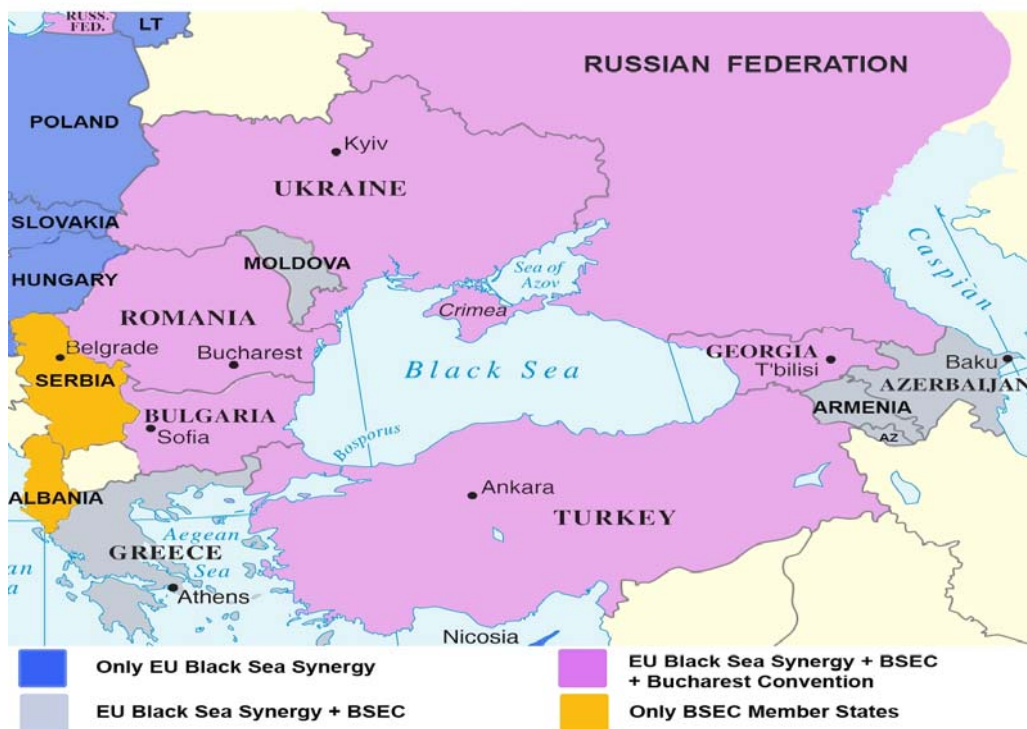 RUSS.
FED.
LT
RUSSIAN FEDERATION
POLAND
Kyiv
UKRAINE
SLOVAKIA
HUNGARY
MOLDOVA
Sea of
Azov
Caspian
Crimea
ROMANIA
Belgrade
Bucharest
SERBIA
Black Sea
GEORGIA
T'bilisi
Baku
AZERBAIJAN
ARMENIA
AZ
BULGARIA
Sofia
Bosporus
ALBANIA
Ankara
TURKEY
Aegean
Sea
GREECE
Athens
Nicosia
Only EU Black Sea Synergy
EU Black Sea Synergy + BSEC
EU Black Sea Synergy + BSEC
+ Bucharest Convention
Only BSEC Member States